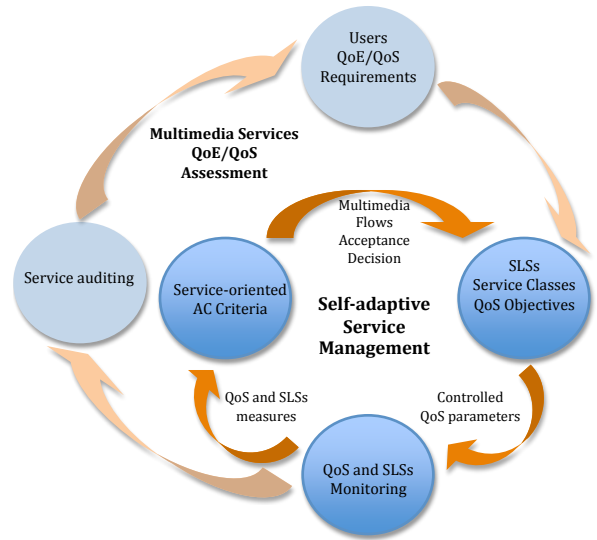 Users
QoE/QoS
Requirements
Multimedia Services
QoE/QoS
Assessment
Multimedia
Flows
Acceptance
Decision
Service auditing
Service-oriented
AC Criteria
SLSs
Service Classes
QoS Objectives
Self-adaptive
Service
Management
QoS and SLSs
measures
Controlled
QoS parameters
QoS and SLSs
Monitoring